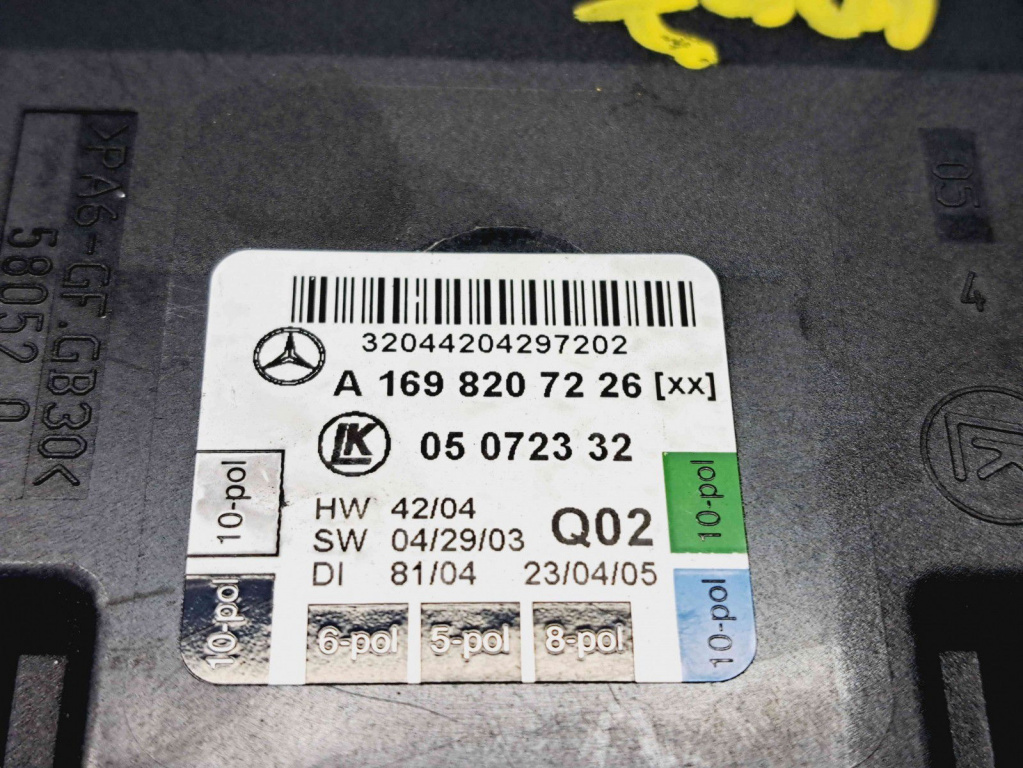 >PA6-GF.GB30<
58052 0
05
4
32044204297202
A 169 820 72 26 [xx]
LK 05 0723 32
LK
HW 42/04
SW 04/29/03
DI 81/04 23/04/05
Q02
10-pol
10-pol
10-pol
10-pol
6-pol 5-pol 8-pol